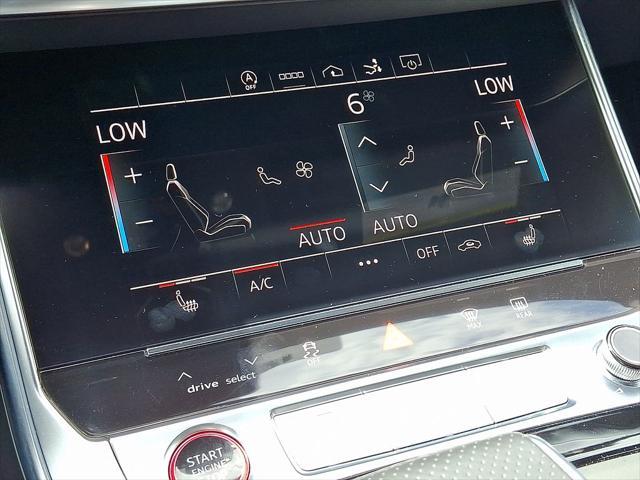 A
OFF
LOW
6
LOW
+
+
−
−
AUTO
AUTO
A/C
•••
OFF
MAX
REAR
OFF
drive select
START
ENGINE